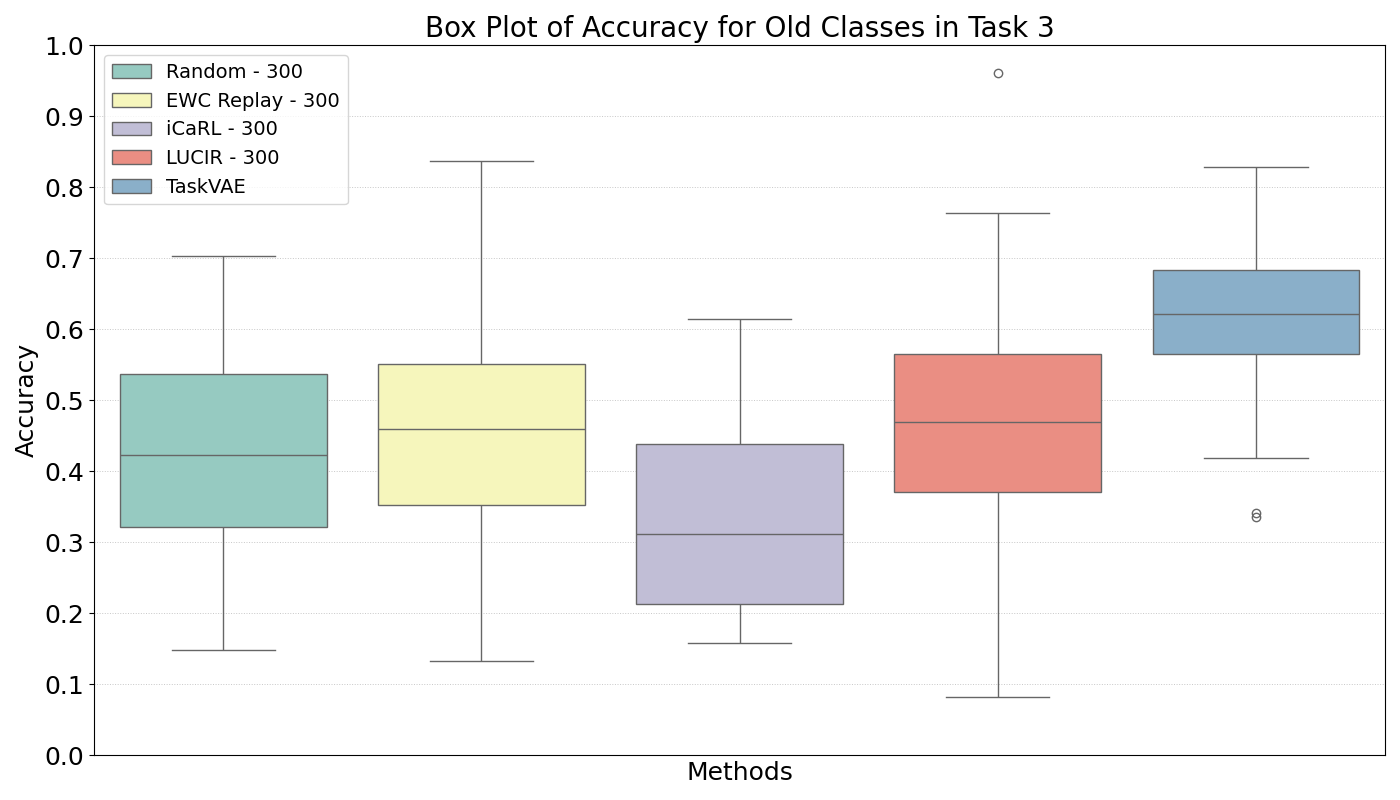 Box Plot of Accuracy for Old Classes in Task 3
1.0
0.9
0.8
0.7
0.6
0.5
0.4
0.3
0.2
0.1
0.0
Accuracy
Random - 300
EWC Replay - 300
iCaRL - 300
LUCIR - 300
TaskVAE
Methods